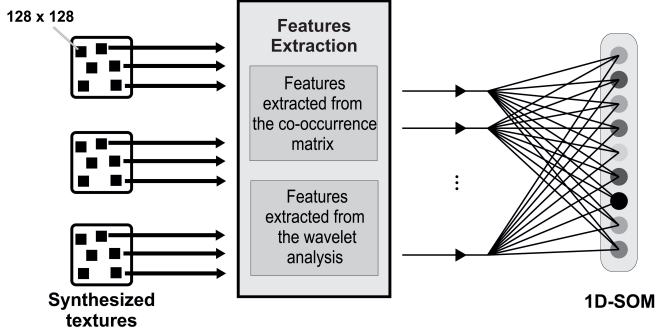 128 x 128
Features
Extraction
Features
extracted from
the co-occurrence
matrix
Features
extracted from
the wavelet
analysis
Synthesized
textures
1D-SOM